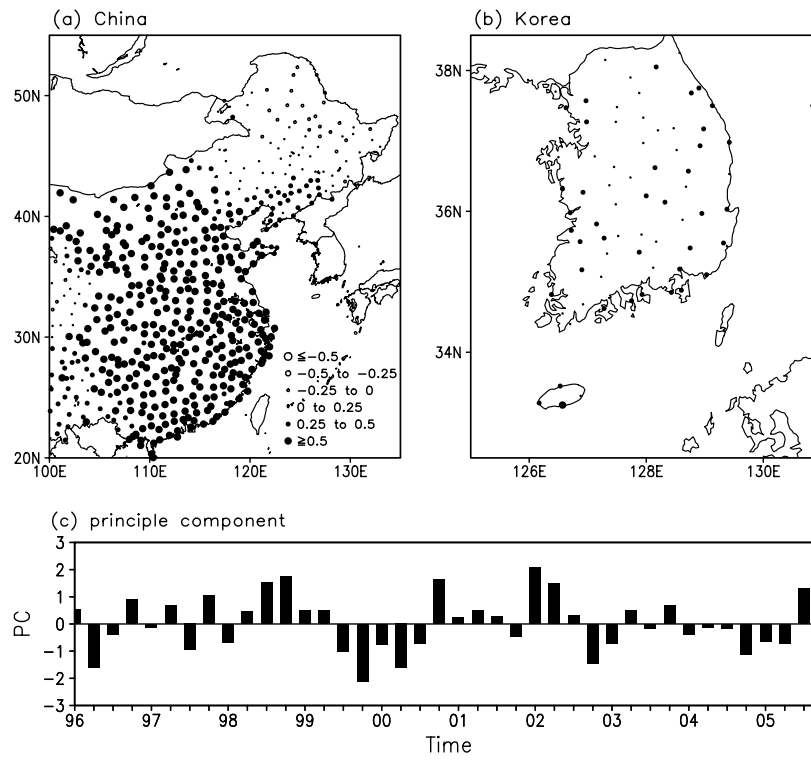 (a) China
(b) Korea
50N
40N
30N
20N
100E
110E
120E
130E
≦−0.5
−0.5 to −0.25
−0.25 to 0
0 to 0.25
0.25 to 0.5
≧0.5
38N
36N
34N
126E
128E
130E
(c) principle component
PC
3
2
1
0
−1
−2
−3
96
97
98
99
00
01
02
03
04
05
Time